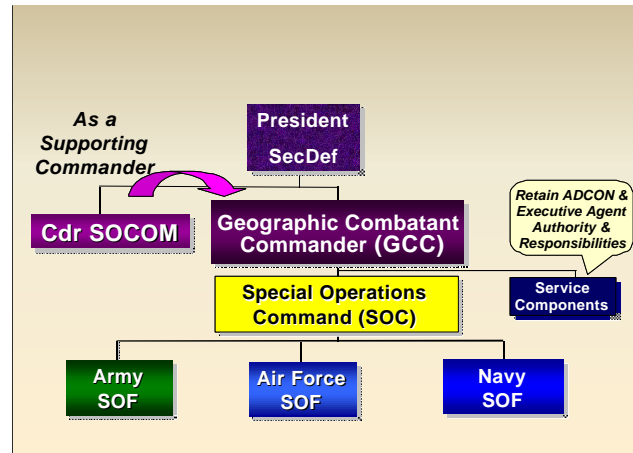 As a
Supporting
Commander
President
SecDef
Retain ADCON &
Executive Agent
Authority &
Responsibilities
Cdr SOCOM
Geographic Combatant
Commander (GCC)
Service
Components
Special Operations
Command (SOC)
Army
SOF
Air Force
SOF
Navy
SOF